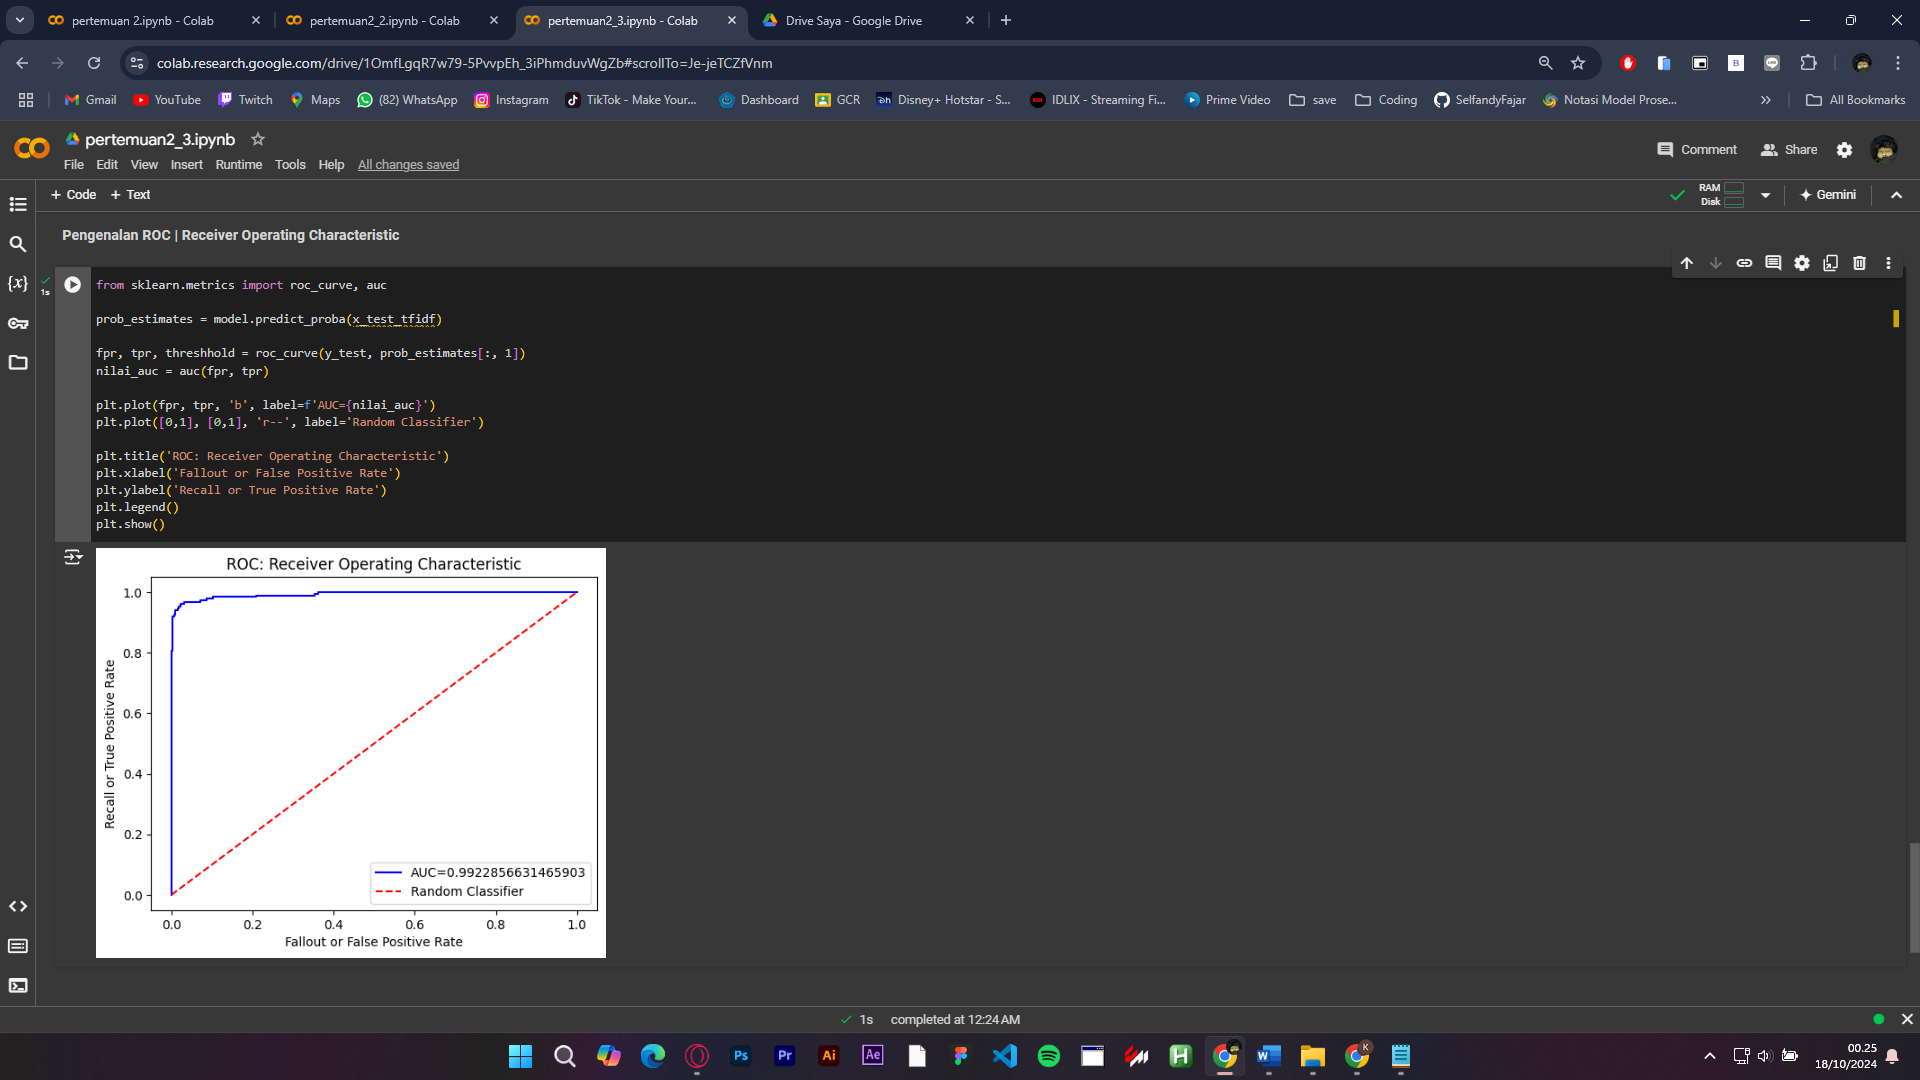 pertemuan 2.ipynb - Colab
pertemuan2_2.ipynb - Colab
pertemuan2_3.ipynb - Colab
Drive Saya - Google Drive
colab.research.google.com/drive/1OmfLgqR7w79-5PvvpEh_3iPhmduvWgZb#scrollTo=Je-jeTCZfVnm
Gmail YouTube Twitch Maps (82) WhatsApp Instagram TikTok - Make Your... Dashboard GCR Disney+ Hotstar - S... IDLIX - Streaming Fi... Prime Video save Coding SelfandyFajar Notasi Model Prose... » All Bookmarks
pertemuan2_3.ipynb
Comment Share
File Edit View Insert Runtime Tools Help All changes saved
+ Code + Text
RAM
Disk
Gemini
Pengenalan ROC | Receiver Operating Characteristic
{x}
1s
from sklearn.metrics import roc_curve, auc
prob_estimates = model.predict_proba(x_test_tfidf)
fpr, tpr, threshhold = roc_curve(y_test, prob_estimates[:, 1])
nilai_auc = auc(fpr, tpr)
plt.plot(fpr, tpr, 'b', label=f'AUC={nilai_auc}')
plt.plot([0,1], [0,1], 'r--', label='Random Classifier')
plt.title('ROC: Receiver Operating Characteristic')
plt.xlabel('Fallout or False Positive Rate')
plt.ylabel('Recall or True Positive Rate')
plt.legend()
plt.show()
ROC: Receiver Operating Characteristic
1.0
0.8
0.6
0.4
0.2
0.0
Recall or True Positive Rate
AUC=0.9922856631465903
Random Classifier
0.0 0.2 0.4 0.6 0.8 1.0
Fallout or False Positive Rate
1s completed at 12:24 AM
Ps Pr Ai Ae H W K
00.25
18/10/2024